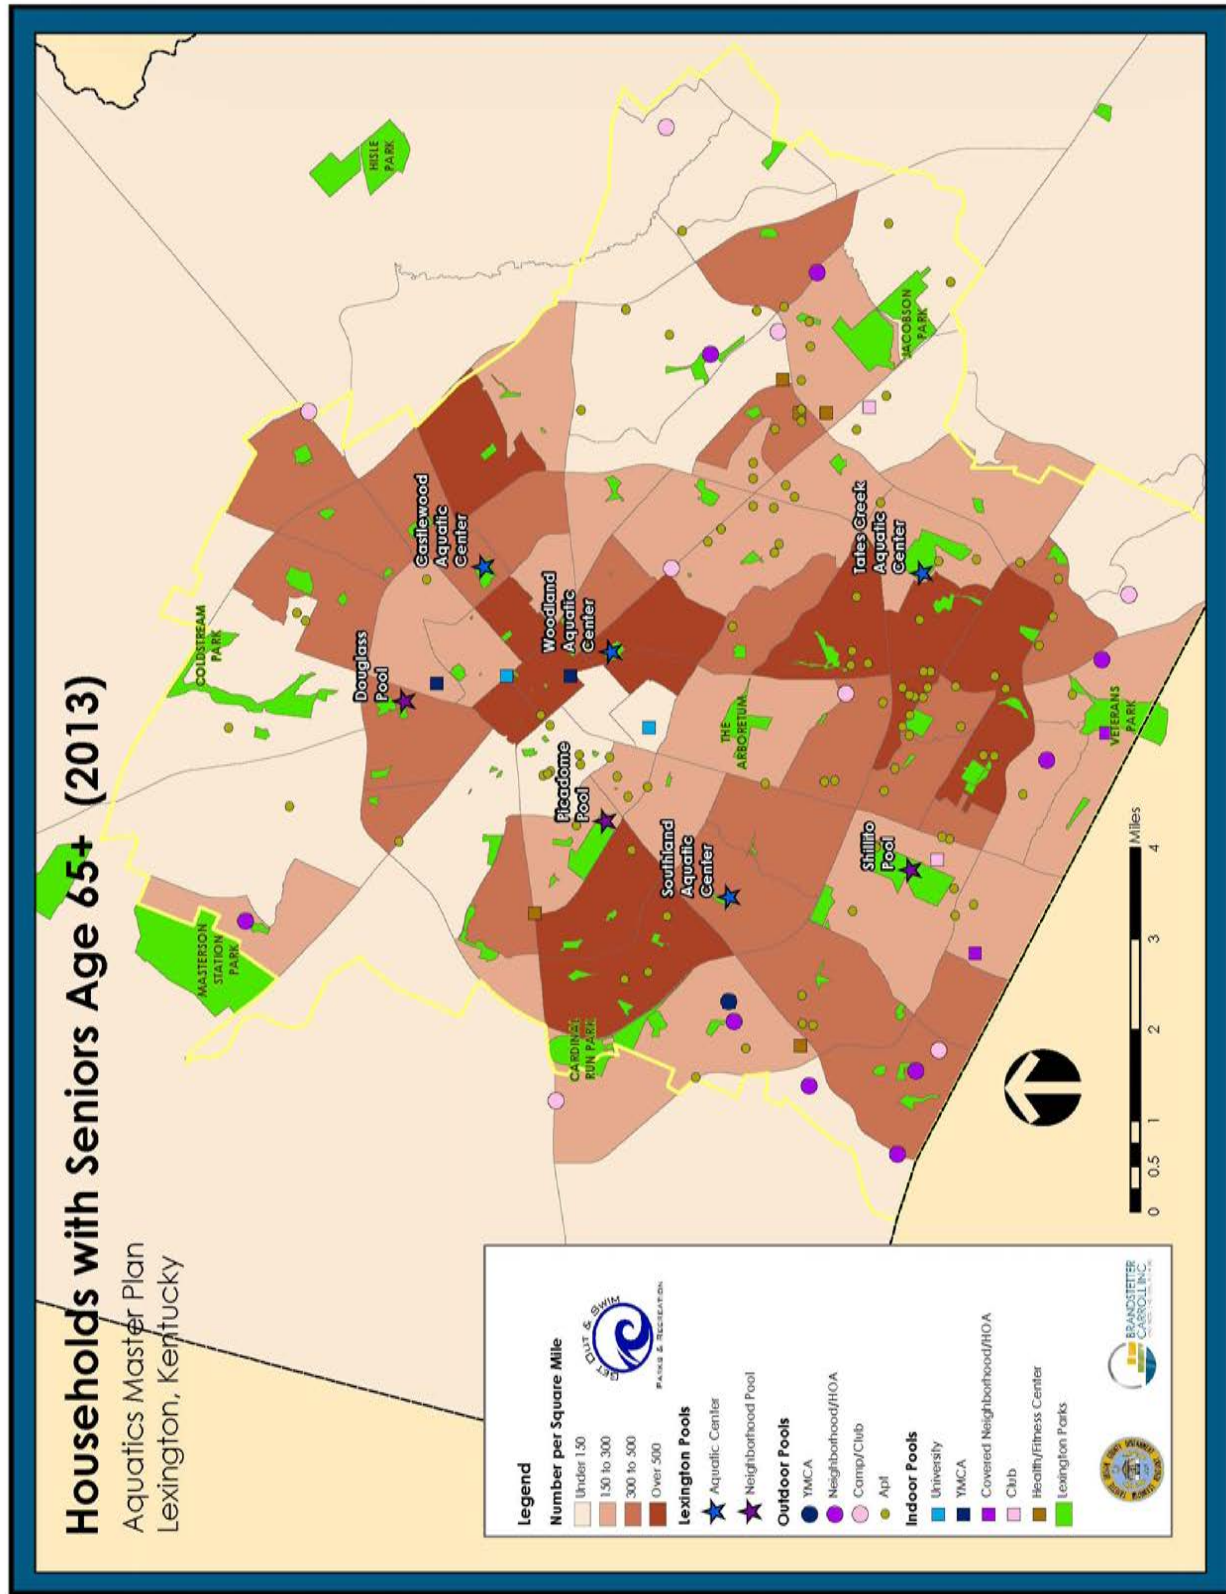 Households with Seniors Age 65+ (2013)
Aquatics Master Plan
Lexington, Kentucky
MASTERSON
STATION
PARK
COLDSTREAM
PARK
HISLE
PARK
Douglass
Pool
Castlewood
Aquatic
Center
CARDINAL
RUN PARK
Picadome
Pool
Woodland
Aquatic
Center
Southland
Aquatic
Center
THE
ARBORETUM
Shillito
Pool
Tates Creek
Aquatic
Center
JACOBSON
PARK
VETERANS
PARK
Legend
Number per Square Mile
Under 150
150 to 300
300 to 500
Over 500
GET OUT & SWIM
PARKS & RECREATION
Lexington Pools
Aquatic Center
Neighborhood Pool
Outdoor Pools
YMCA
Neighborhood/HOA
Camp/Club
Apt
Indoor Pools
University
YMCA
Covered Neighborhood/HOA
Club
Health/Fitness Center
Lexington Parks
BRANDSTETTER
CARROLL INC
0 0.5 1 2 3 4
Miles